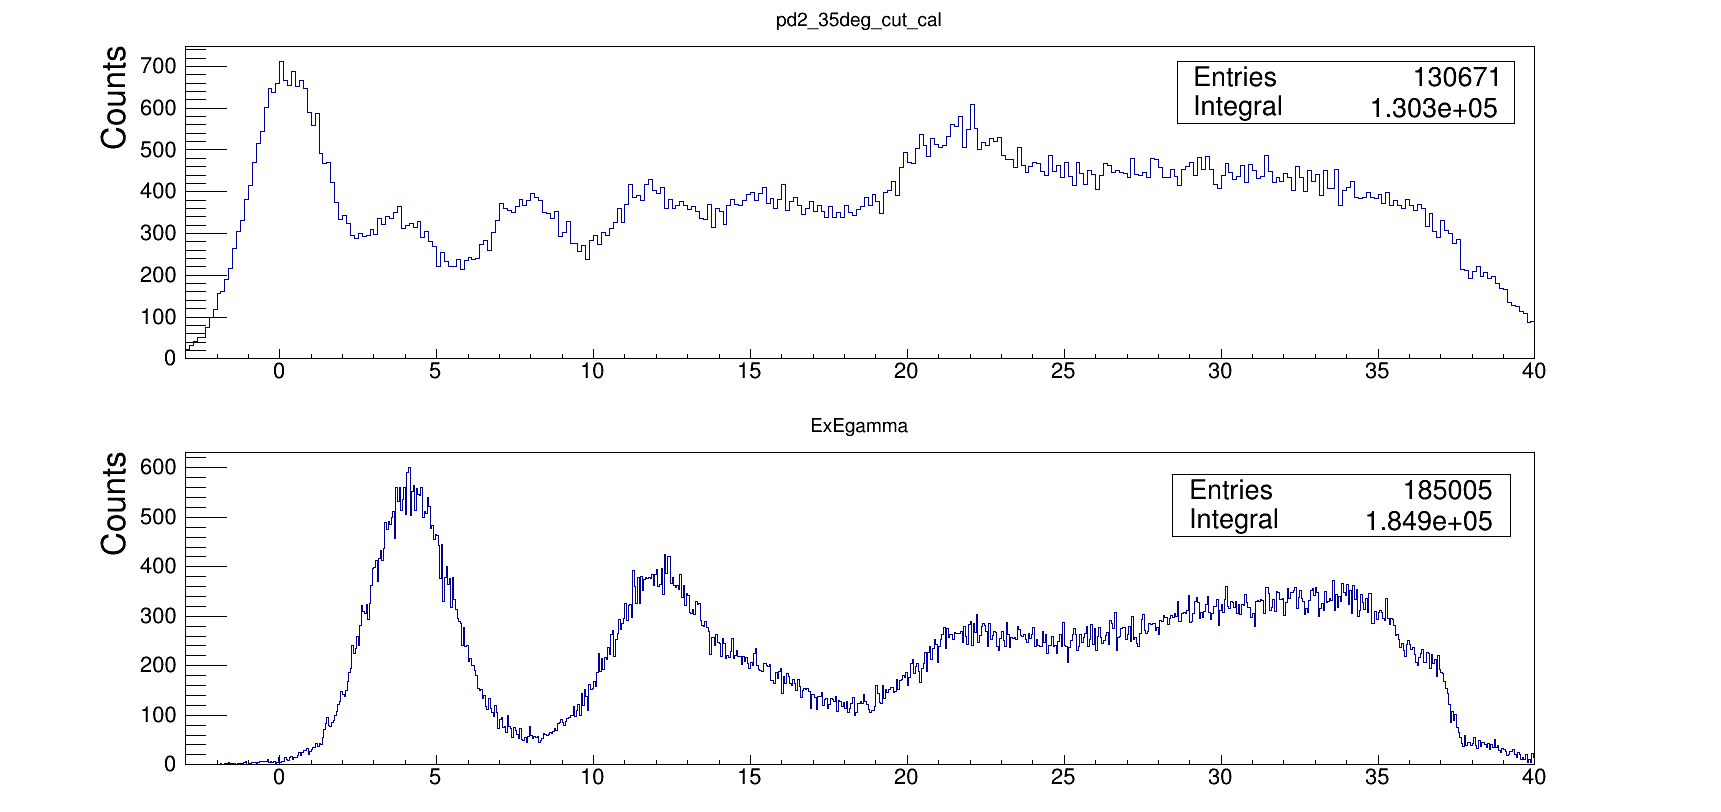 pd2_35deg_cut_cal
Counts
700
600
500
400
300
200
100
0
Entries 130671
Integral 1.303e+05
0 5 10 15 20 25 30 35 40
ExEgamma
Counts
600
500
400
300
200
100
0
Entries 185005
Integral 1.849e+05
0 5 10 15 20 25 30 35 40